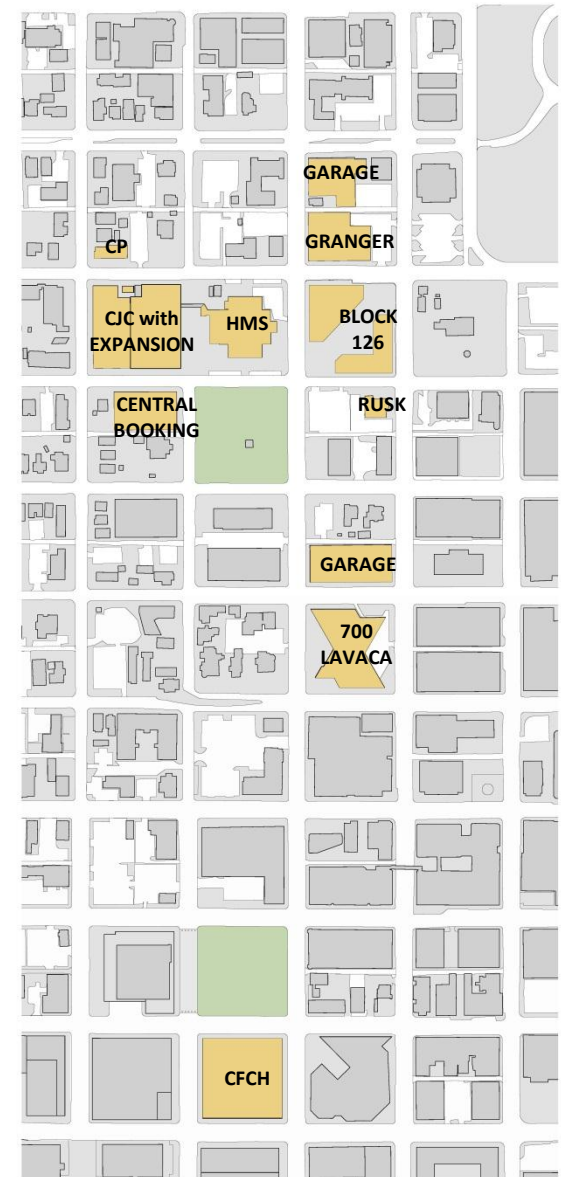 GARAGE
GRANGER
CP
CJC with
EXPANSION
HMS
BLOCK
126
CENTRAL
BOOKING
RUSK
GARAGE
700
LAVACA
CFCH